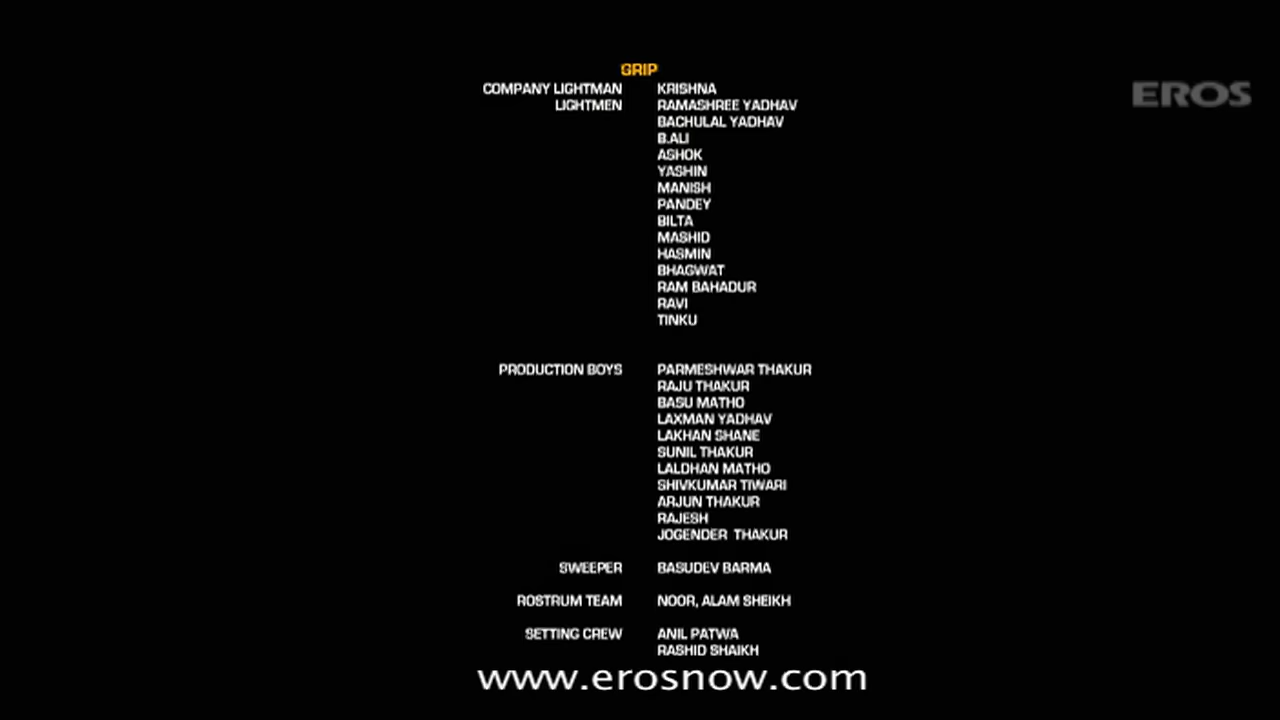 GRIP
COMPANY LIGHTMAN KRISHNA
LIGHTMEN RAMASHREE YADHAV
BACHULAL YADHAV
B.ALI
ASHOK
YASHIN
MANISH
PANDEY
BILTA
MASHID
HASMIN
BHAGWAT
RAM BAHADUR
RAVI
TINKU
PRODUCTION BOYS PARMESHWAR THAKUR
RAJU THAKUR
BASU MATHO
LAXMAN YADHAV
LAKHAN SHANE
SUNIL THAKUR
LALDHAN MATHO
SHIVKUMAR TIWARI
ARJUN THAKUR
RAJESH
JOGENDER THAKUR
SWEEPER BASUDEV BARMA
ROSTRUM TEAM NOOR, ALAM SHEIKH
SETTING CREW ANIL PATWA
RASHID SHAIKH
www.erosnow.com
EROS